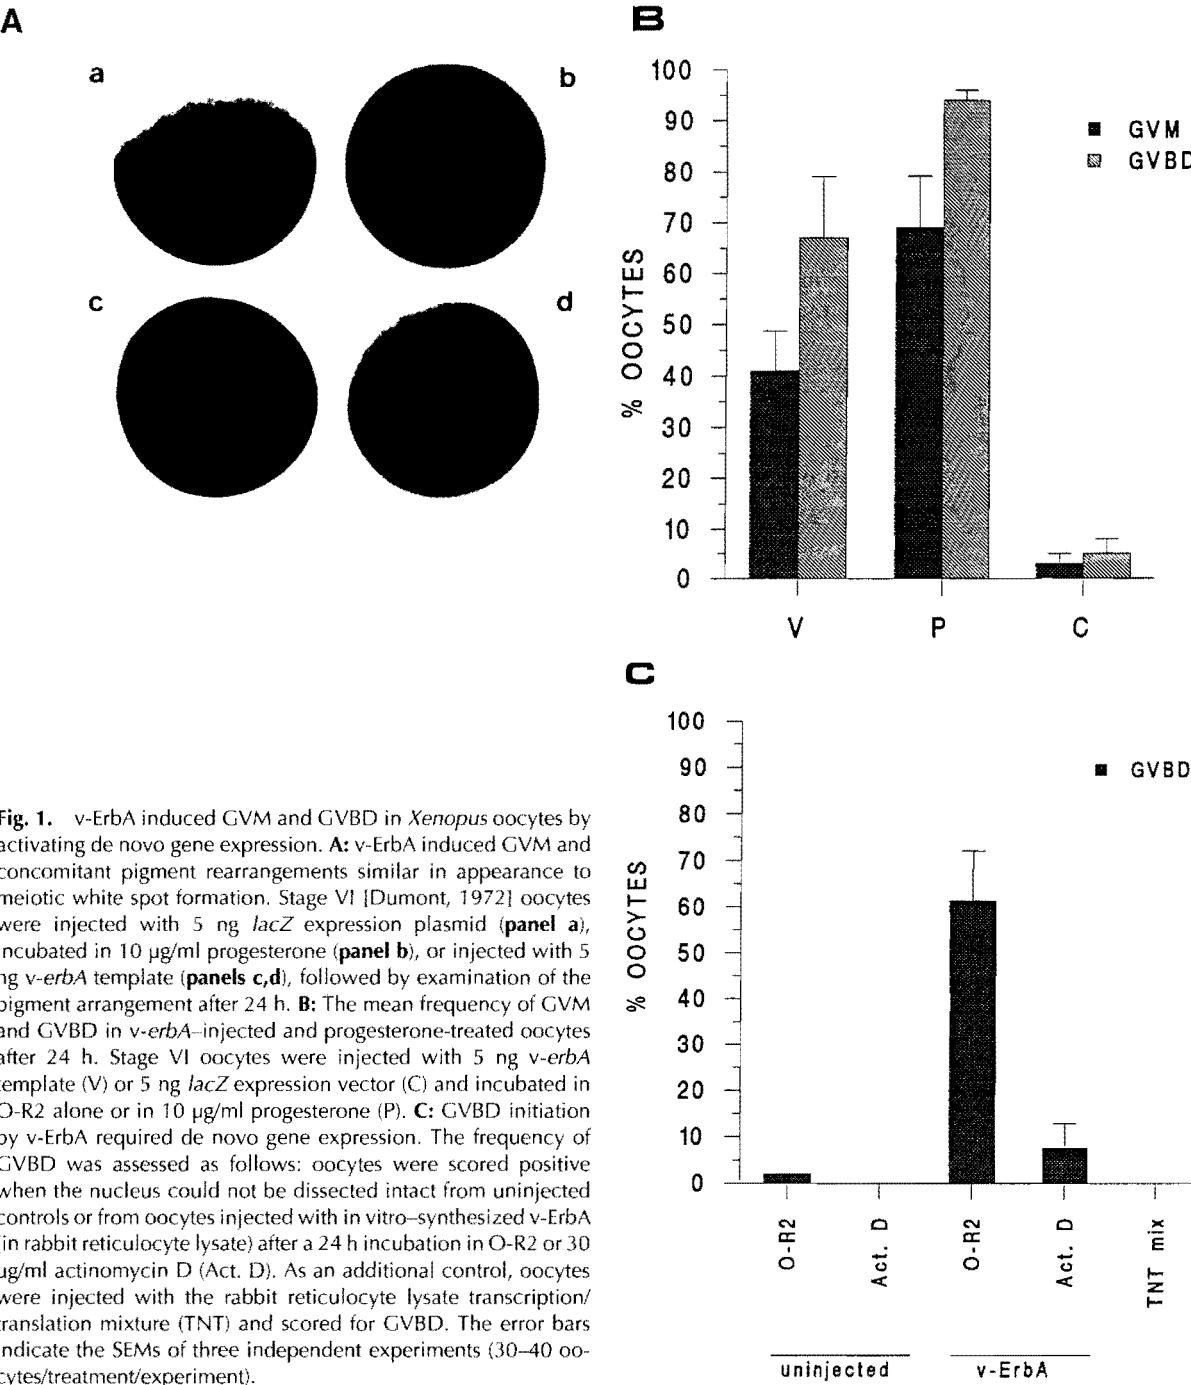 A
a
b
c
d
B
100
90
80
70
60
50
40
30
20
10
0
% OOCYTES
GVM
GVBD
V
P
C
C
100
90
80
70
60
50
40
30
20
10
0
% OOCYTES
GVBD
O-R2
Act. D
O-R2
Act. D
TNT mix
uninjected
v-ErbA
Fig. 1. v-ErbA induced GVM and GVBD in Xenopus oocytes by
activating de novo gene expression. A: v-ErbA induced GVM and
concomitant pigment rearrangements similar in appearance to
meiotic white spot formation. Stage VI [Dumont, 1972] oocytes
were injected with 5 ng lacZ expression plasmid (panel a),
incubated in 10 µg/ml progesterone (panel b), or injected with 5
ng v-erbA template (panels c,d), followed by examination of the
pigment arrangement after 24 h. B: The mean frequency of GVM
and GVBD in v-erbA–injected and progesterone-treated oocytes
after 24 h. Stage VI oocytes were injected with 5 ng v-erbA
template (V) or 5 ng lacZ expression vector (C) and incubated in
O-R2 alone or in 10 µg/ml progesterone (P). C: GVBD initiation
by v-ErbA required de novo gene expression. The frequency of
GVBD was assessed as follows: oocytes were scored positive
when the nucleus could not be dissected intact from uninjected
controls or from oocytes injected with in vitro–synthesized v-ErbA
(in rabbit reticulocyte lysate) after a 24 h incubation in O-R2 or 30
µg/ml actinomycin D (Act. D). As an additional control, oocytes
were injected with the rabbit reticulocyte lysate transcription/
translation mixture (TNT) and scored for GVBD. The error bars
indicate the SEMs of three independent experiments (30–40 oo-
cytes/treatment/experiment).